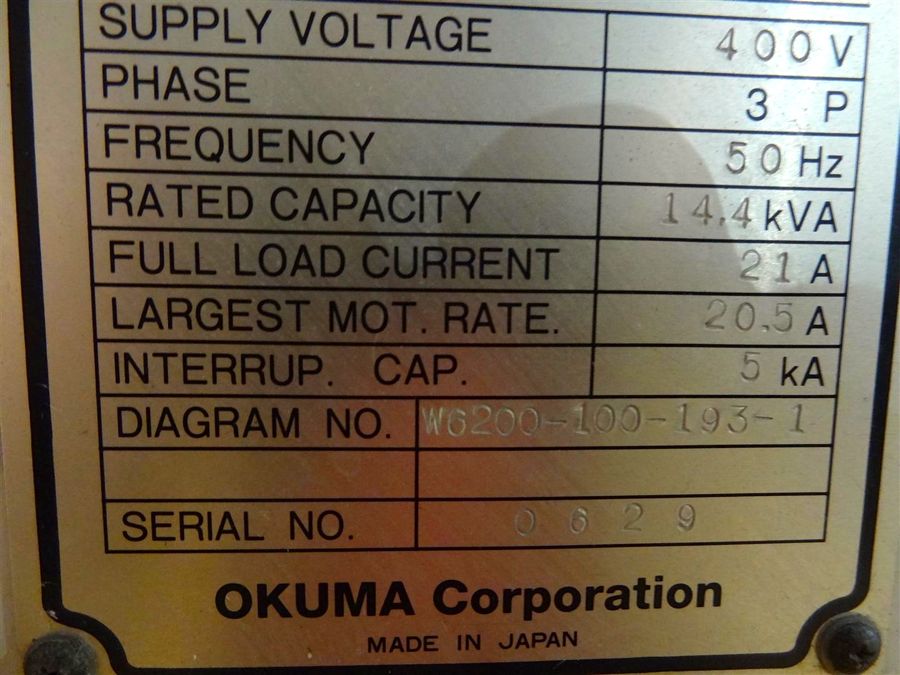 SUPPLY VOLTAGE 400 V
PHASE 3 P
FREQUENCY 50 Hz
RATED CAPACITY 14.4 kVA
FULL LOAD CURRENT 21 A
LARGEST MOT. RATE. 20.5 A
INTERRUP. CAP. 5 kA
DIAGRAM NO. W6200-100-193-1
SERIAL NO. 0629
OKUMA Corporation
MADE IN JAPAN